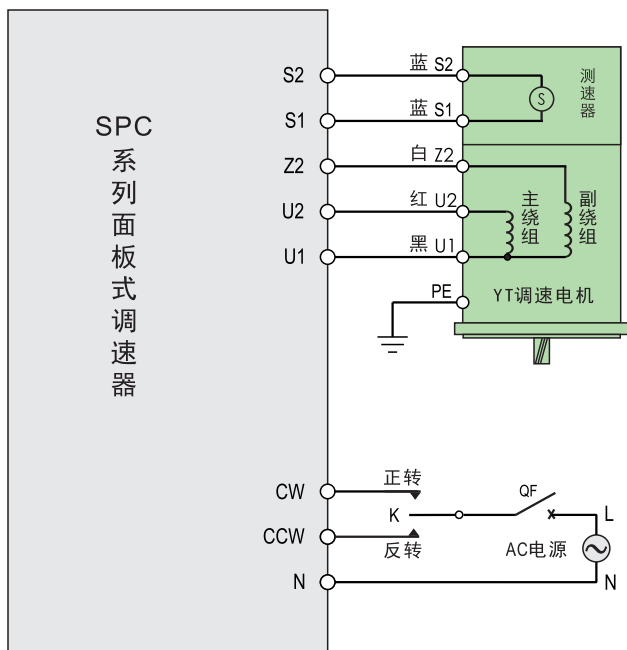 SPC
系
列
面
板
式
调
速
器
S2
S1
Z2
U2
U1
蓝 S2
蓝 S1
白 Z2
红 U2
黑 U1
PE
测
速
器
S
主
绕
组
副
绕
组
YT调速电机
CW
CCW
N
正转
K
反转
QF
L
AC电源
N